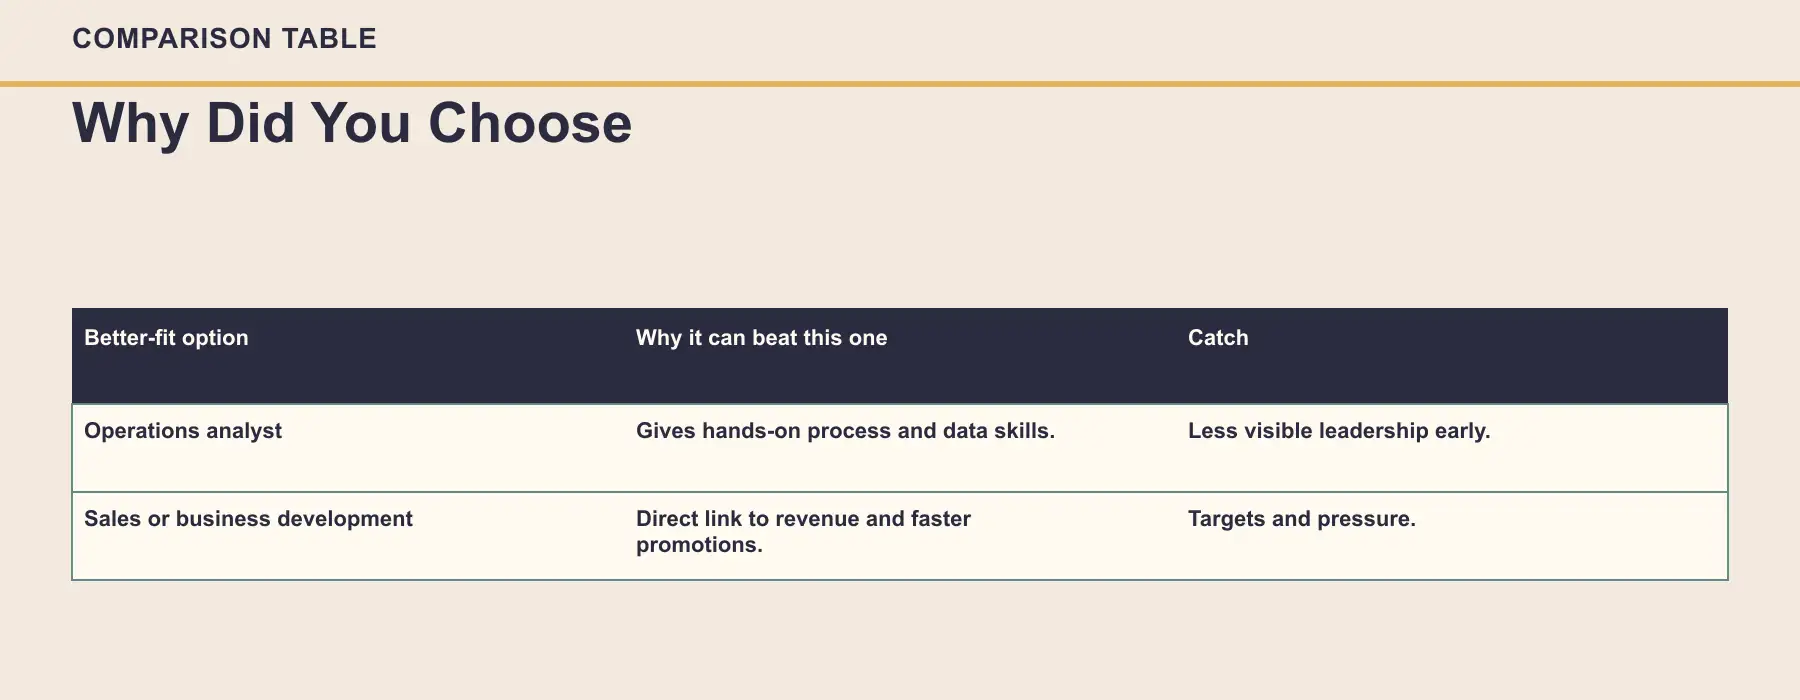 COMPARISON TABLE
Why Did You Choose
Better-fit option
Why it can beat this one
Catch
Operations analyst
Gives hands-on process and data skills.
Less visible leadership early.
Sales or business development
Direct link to revenue and faster
promotions.
Targets and pressure.